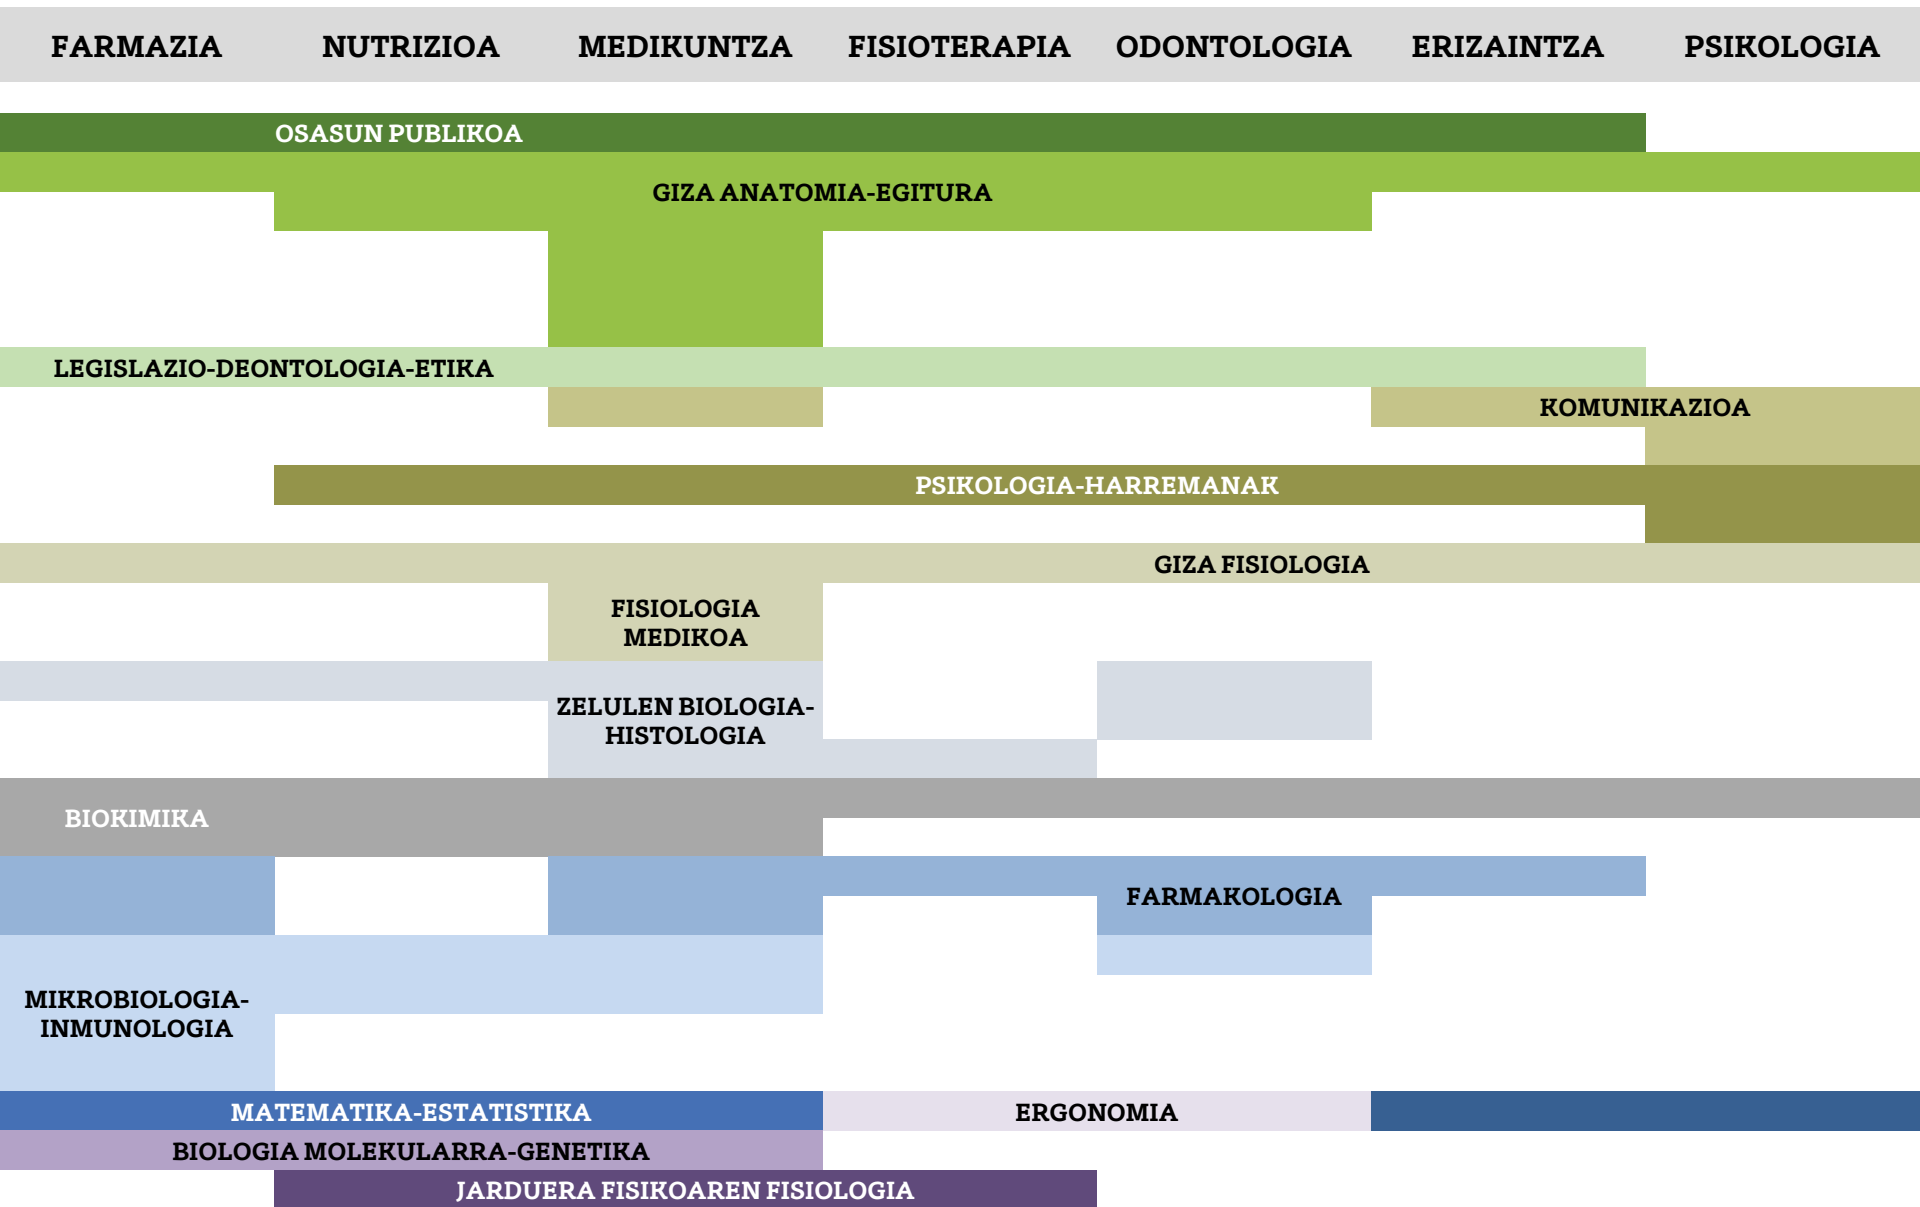 FARMAZIA NUTRIZIOA MEDIKUNTZA FISIOTERAPIA ODONTOLOGIA ERIZAINTZA PSIKOLOGIA
OSASUN PUBLIKOA
GIZA ANATOMIA-EGITURA
LEGISLAZIO-DEONTOLOGIA-ETIKA
KOMUNIKAZIOA
PSIKOLOGIA-HARREMANAK
GIZA FISIOLOGIA
FISIOLOGIA
MEDIKOA
ZELULEN BIOLOGIA-
HISTOLOGIA
BIOKIMIKA
FARMAKOLOGIA
MIKROBIOLOGIA-
INMUNOLOGIA
MATEMATIKA-ESTATISTIKA
ERGONOMIA
BIOLOGIA MOLEKULARRA-GENETIKA
JARDUERA FISIKOAREN FISIOLOGIA